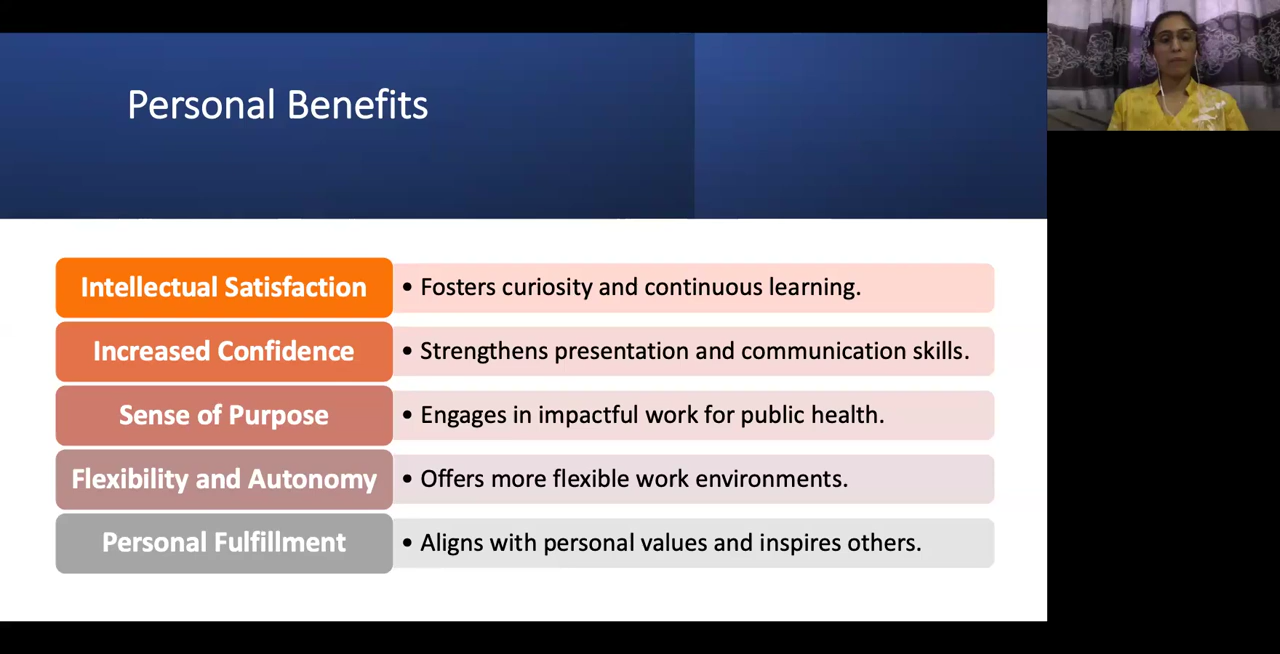 Personal Benefits
Intellectual Satisfaction
• Fosters curiosity and continuous learning.
Increased Confidence
• Strengthens presentation and communication skills.
Sense of Purpose
• Engages in impactful work for public health.
Flexibility and Autonomy
• Offers more flexible work environments.
Personal Fulfillment
• Aligns with personal values and inspires others.